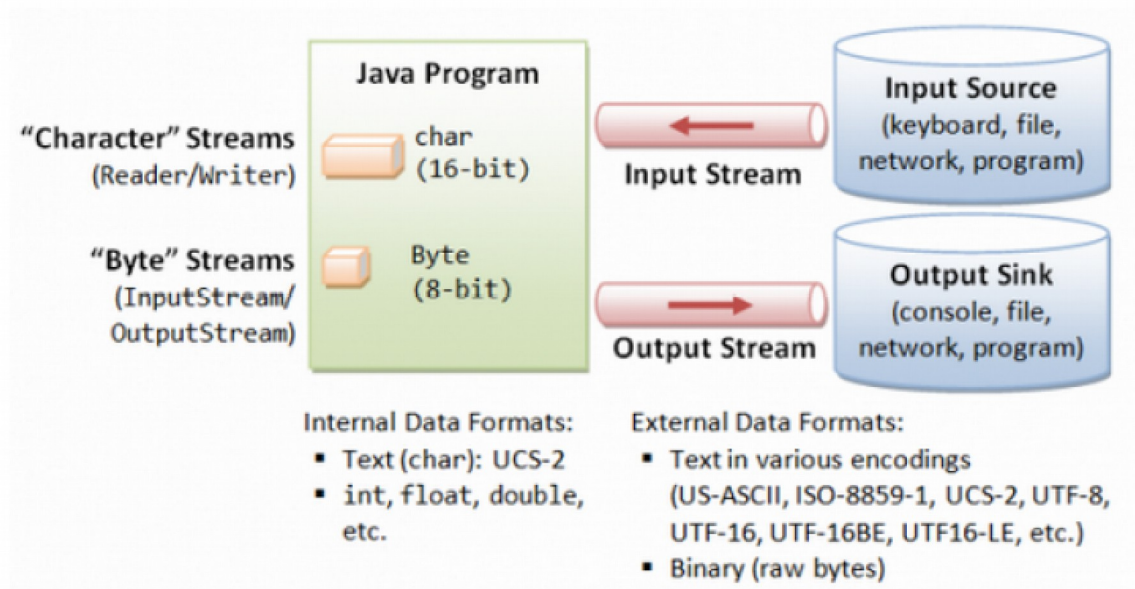 Java Program
“Character” Streams
(Reader/Writer)
char
(16-bit)
“Byte” Streams
(InputStream/
OutputStream)
Byte
(8-bit)
Input Stream
Input Source
(keyboard, file,
network, program)
Output Stream
Output Sink
(console, file,
network, program)
Internal Data Formats:
▪ Text (char): UCS-2
▪ int, float, double,
etc.
External Data Formats:
▪ Text in various encodings
(US-ASCII, ISO-8859-1, UCS-2, UTF-8,
UTF-16, UTF-16BE, UTF16-LE, etc.)
▪ Binary (raw bytes)